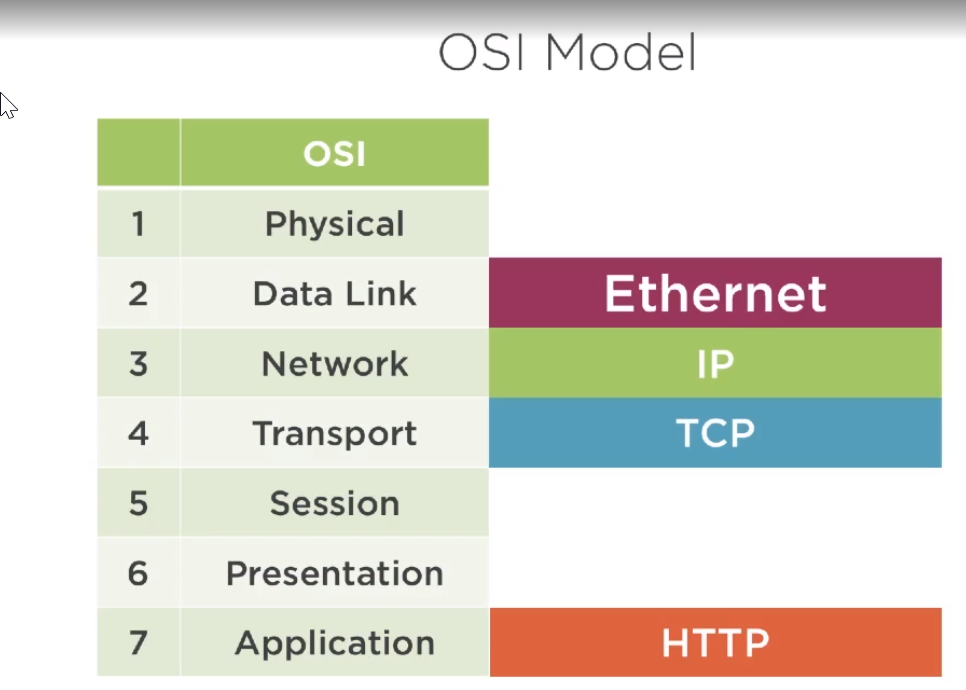 OSI Model
OSI
1 Physical
2 Data Link Ethernet
3 Network IP
4 Transport TCP
5 Session
6 Presentation
7 Application HTTP